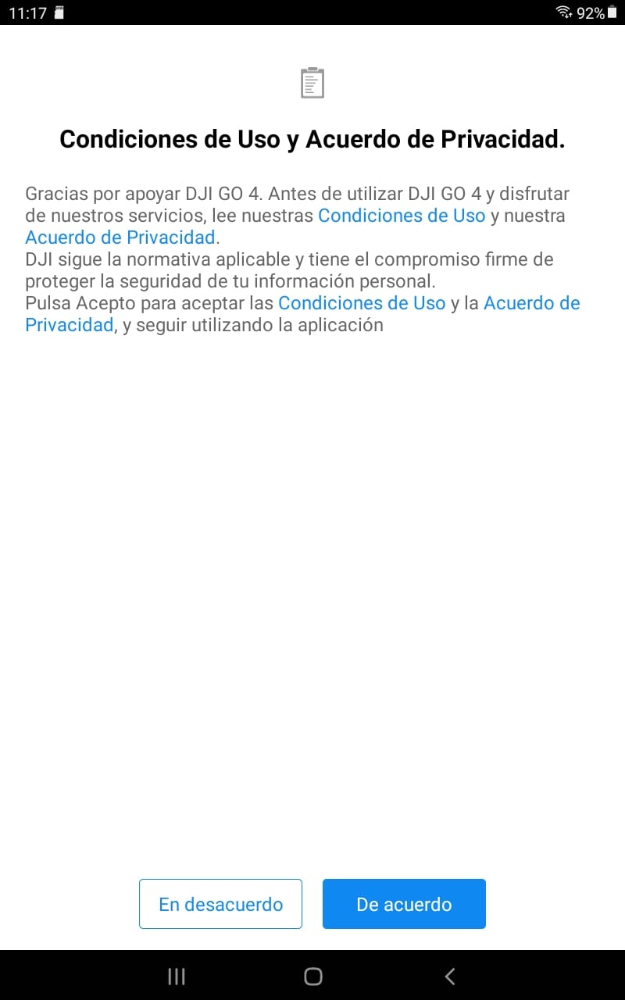 11:17
92%
Condiciones de Uso y Acuerdo de Privacidad.
Gracias por apoyar DJI GO 4. Antes de utilizar DJI GO 4 y disfrutar
de nuestros servicios, lee nuestras Condiciones de Uso y nuestra
Acuerdo de Privacidad.
DJI sigue la normativa aplicable y tiene el compromiso firme de
proteger la seguridad de tu información personal.
Pulsa Acepto para aceptar las Condiciones de Uso y la Acuerdo de
Privacidad, y seguir utilizando la aplicación
En desacuerdo
De acuerdo